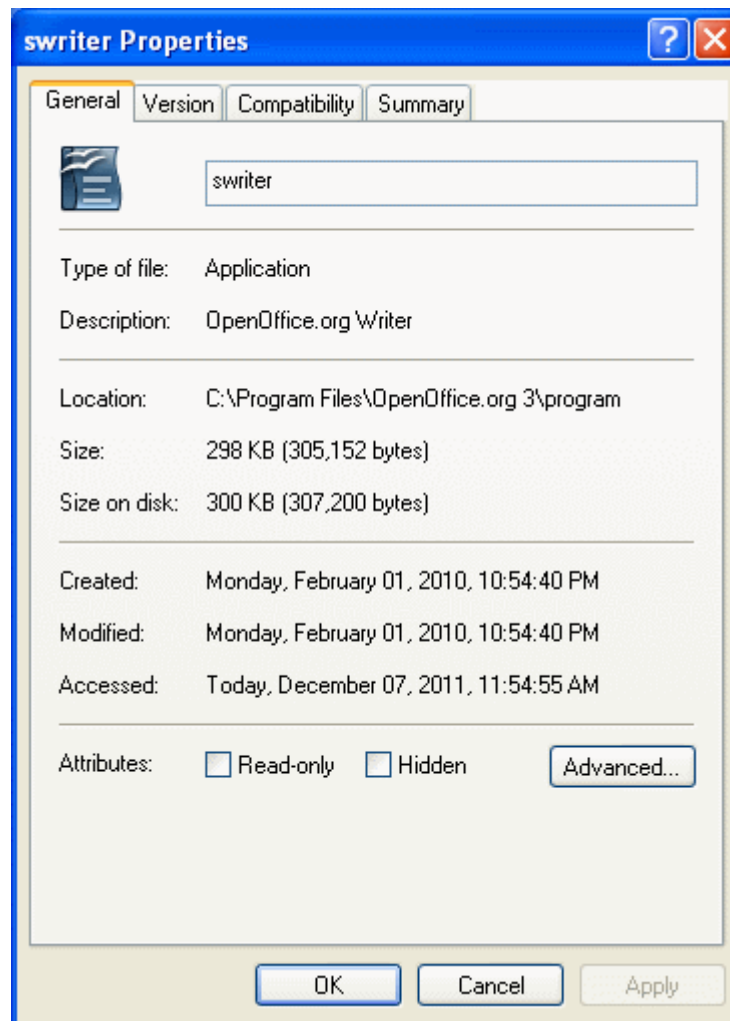 swriter Properties
General Version Compatibility Summary
swriter
Type of file: Application
Description: OpenOffice.org Writer
Location: C:\Program Files\OpenOffice.org 3\program
Size: 298 KB (305,152 bytes)
Size on disk: 300 KB (307,200 bytes)
Created: Monday, February 01, 2010, 10:54:40 PM
Modified: Monday, February 01, 2010, 10:54:40 PM
Accessed: Today, December 07, 2011, 11:54:55 AM
Attributes: Read-only Hidden Advanced...
OK Cancel Apply